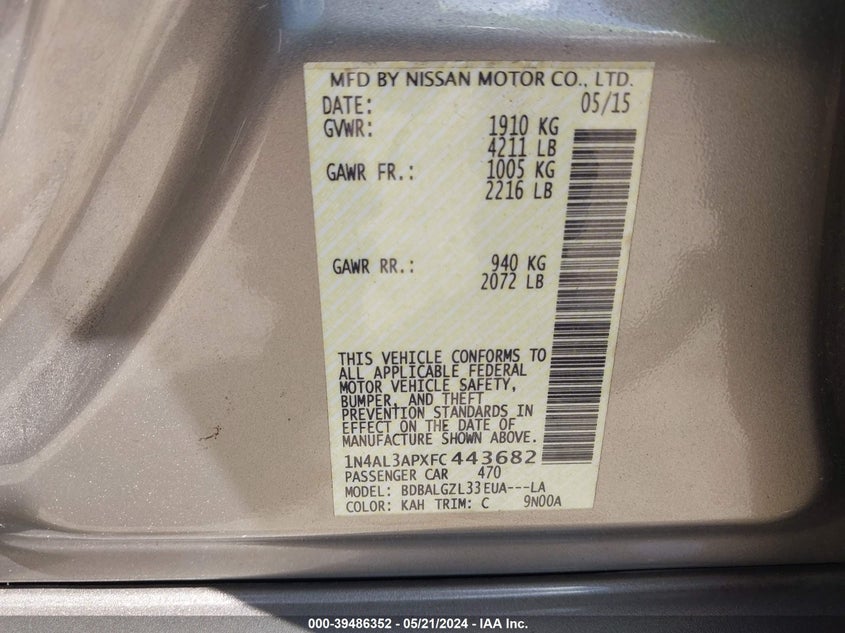 MFD BY NISSAN MOTOR CO., LTD.
DATE: 05/15
GVWR: 1910 KG
4211 LB
GAWR FR.: 1005 KG
2216 LB
GAWR RR.: 940 KG
2072 LB
THIS VEHICLE CONFORMS TO
ALL APPLICABLE FEDERAL
MOTOR VEHICLE SAFETY,
BUMPER, AND THEFT
PREVENTION STANDARDS IN
EFFECT ON THE DATE OF
MANUFACTURE SHOWN ABOVE.
1N4AL3APXFC443682
PASSENGER CAR 470
MODEL: BDBALGZL33EUA---LA
COLOR: KAH TRIM: C 9N00A
000-39486352 / 05/21/2024 - IAA Inc.